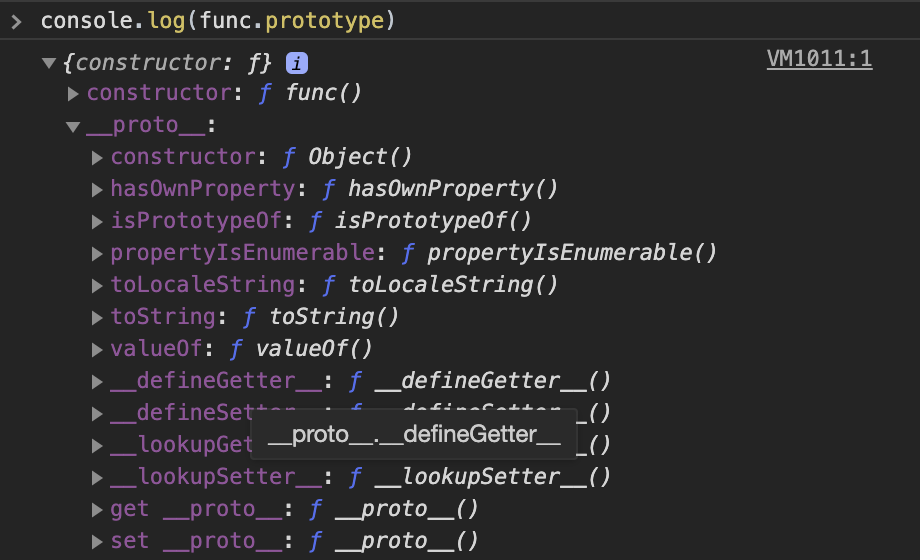 > console.log(func.prototype)
▼{constructor: ƒ} i VM1011:1
▶constructor: ƒ func()
▼__proto__:
▶constructor: ƒ Object()
▶hasOwnProperty: ƒ hasOwnProperty()
▶isPrototypeOf: ƒ isPrototypeOf()
▶propertyIsEnumerable: ƒ propertyIsEnumerable()
▶toLocaleString: ƒ toLocaleString()
▶toString: ƒ toString()
▶valueOf: ƒ valueOf()
▶__defineGetter__: ƒ __defineGetter__()
▶__defineSetter__: ƒ __defineSetter__()
__proto__.__defineGetter__
▶__lookupGet _()
▶__lookupSetter__: ƒ __lookupSetter__()
▶get __proto__: ƒ __proto__()
▶set __proto__: ƒ __proto__()